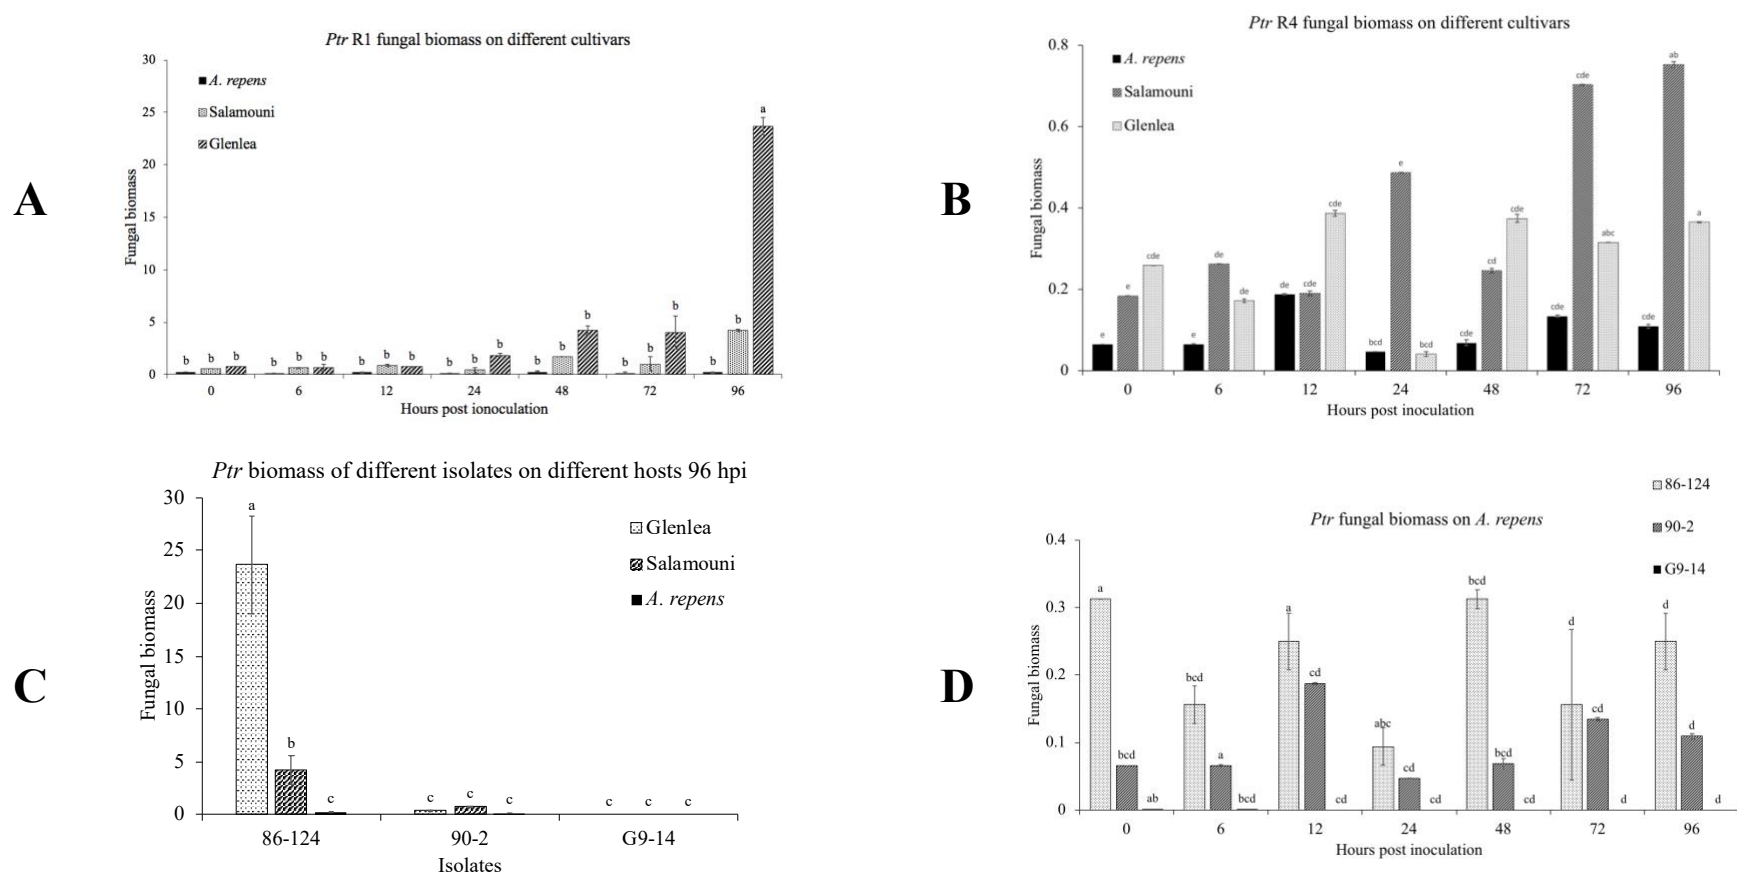 A
Ptr R1 fungal biomass on different cultivars
30
25
20
15
10
5
0
Fungal biomass
A. repens
Salamouni
Glenlea
b b b b b b b b b b b b b b b b b b b b a
0 6 12 24 48 72 96
Hours post ionoculation
B
Ptr R4 fungal biomass on different cultivars
0.8
0.6
0.4
0.2
0
Fungal biomass
A. repens
Salamouni
Glenlea
e e cde e de de de cde cde bcd e bcd cde cd cde cde cde abc cde ab a
0 6 12 24 48 72 96
Hours post inoculation
C
Ptr biomass of different isolates on different hosts 96 hpi
30
25
20
15
10
5
0
Fungal biomass
Glenlea
Salamouni
A. repens
a b c c c c c c c
86-124 90-2 G9-14
Isolates
D
86-124
90-2
G9-14
Ptr fungal biomass on A. repens
0.4
0.3
0.2
0.1
0
Fungal biomass
a bcd ab bcd a bcd a cd cd abc cd cd bcd bcd cd d cd d d d d
0 6 12 24 48 72 96
Hours post inoculation